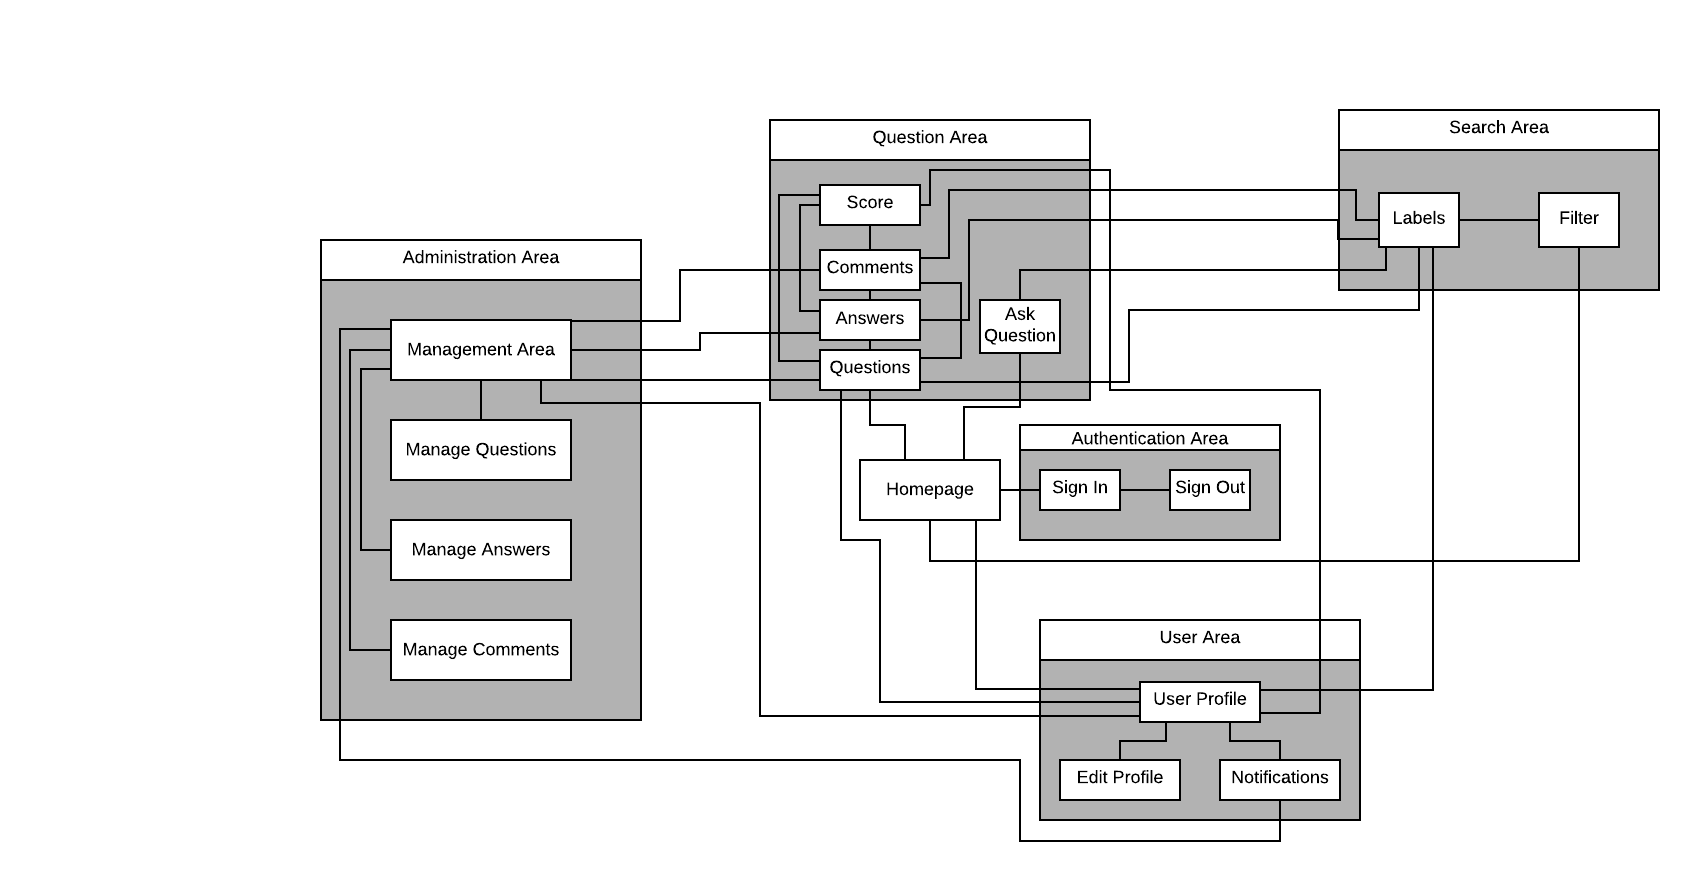 Question Area
Score
Comments
Answers
Questions
Ask
Question
Search Area
Labels
Filter
Administration Area
Management Area
Manage Questions
Manage Answers
Manage Comments
Homepage
Authentication Area
Sign In
Sign Out
User Area
User Profile
Edit Profile
Notifications